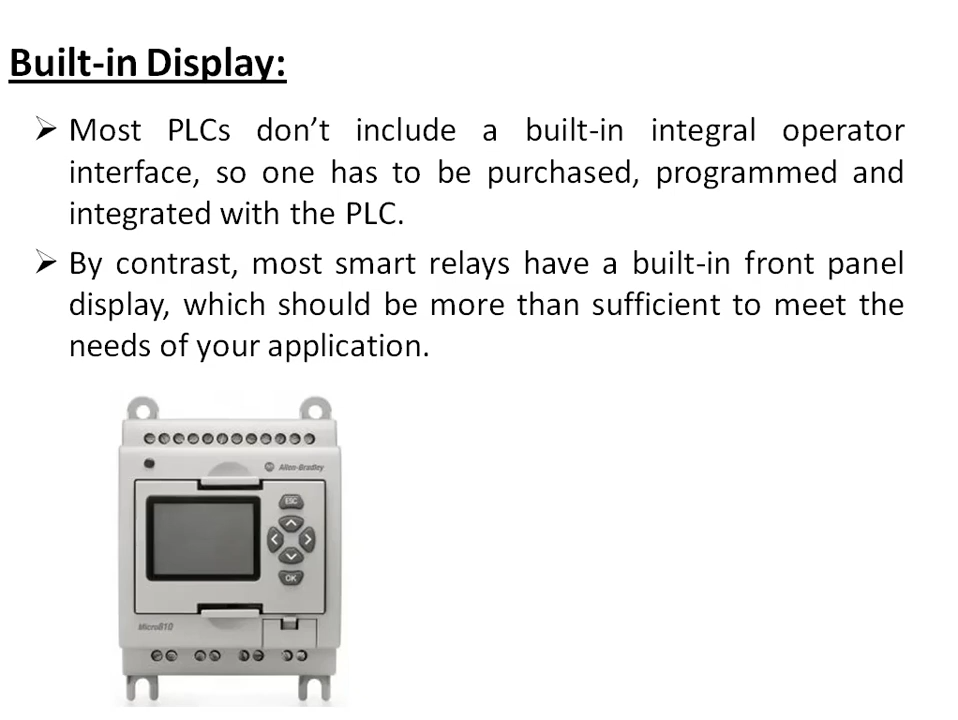 Built-in Display:
Most PLCs don’t include a built-in integral operator
interface, so one has to be purchased, programmed and
integrated with the PLC.
By contrast, most smart relays have a built-in front panel
display, which should be more than sufficient to meet the
needs of your application.
Allen-Bradley
ESC
OK
Micro810